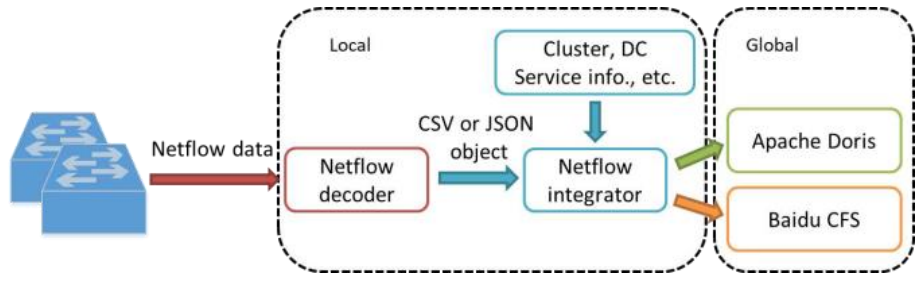 Local
Global
Cluster, DC
Service info., etc.
Netflow data
CSV or JSON
object
Netflow
decoder
Netflow
integrator
Apache Doris
Baidu CFS